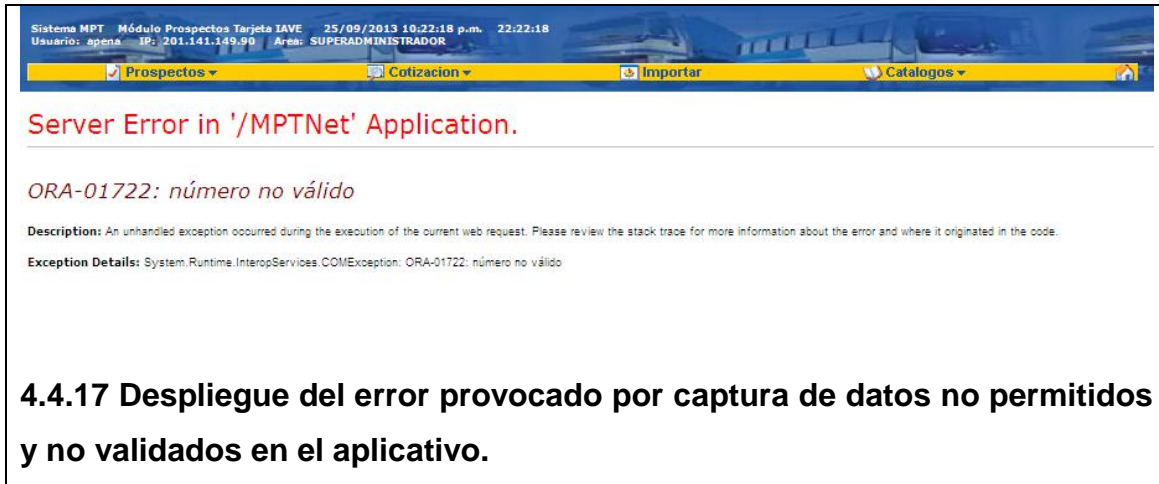 Sistema MPT Módulo Prospectos Tarjeta IAVE 25/09/2013 10:22:18 p.m. 22:22:18
Usuario: apena IP: 201.141.149.90 Area: SUPERADMINISTRADOR
Prospectos Cotizacion Importar Catalogos
Server Error in '/MPTNet' Application.
ORA-01722: número no válido
Description: An unhandled exception occurred during the execution of the current web request. Please review the stack trace for more information about the error and where it originated in the code.
Exception Details: System.Runtime.InteropServices.COMException: ORA-01722: número no válido
4.4.17 Despliegue del error provocado por captura de datos no permitidos
y no validados en el aplicativo.